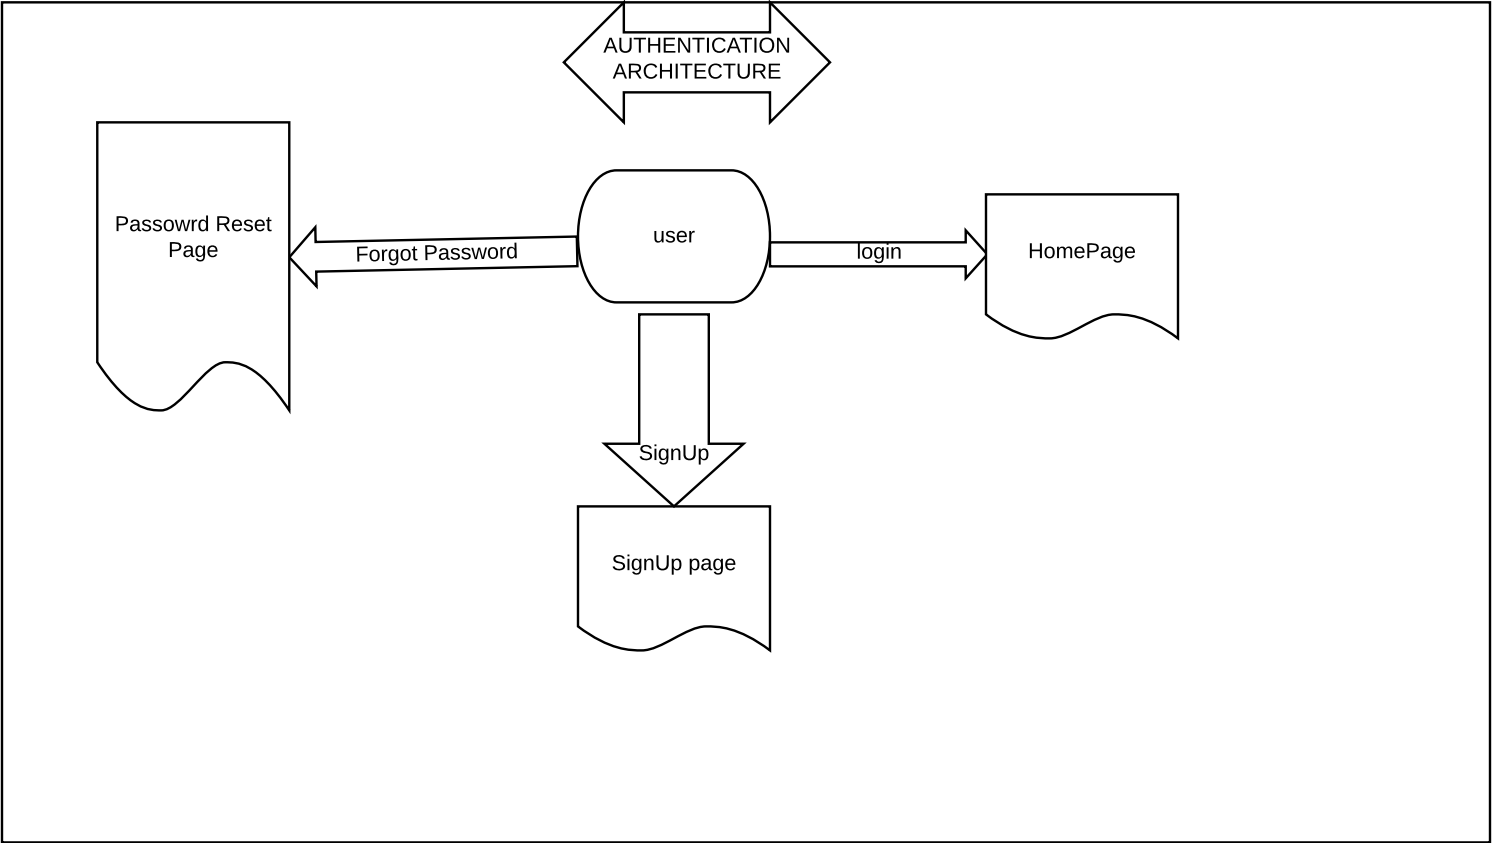 AUTHENTICATION
ARCHITECTURE
user
Passowrd Reset
Page
Forgot Password
login
HomePage
SignUp
SignUp page